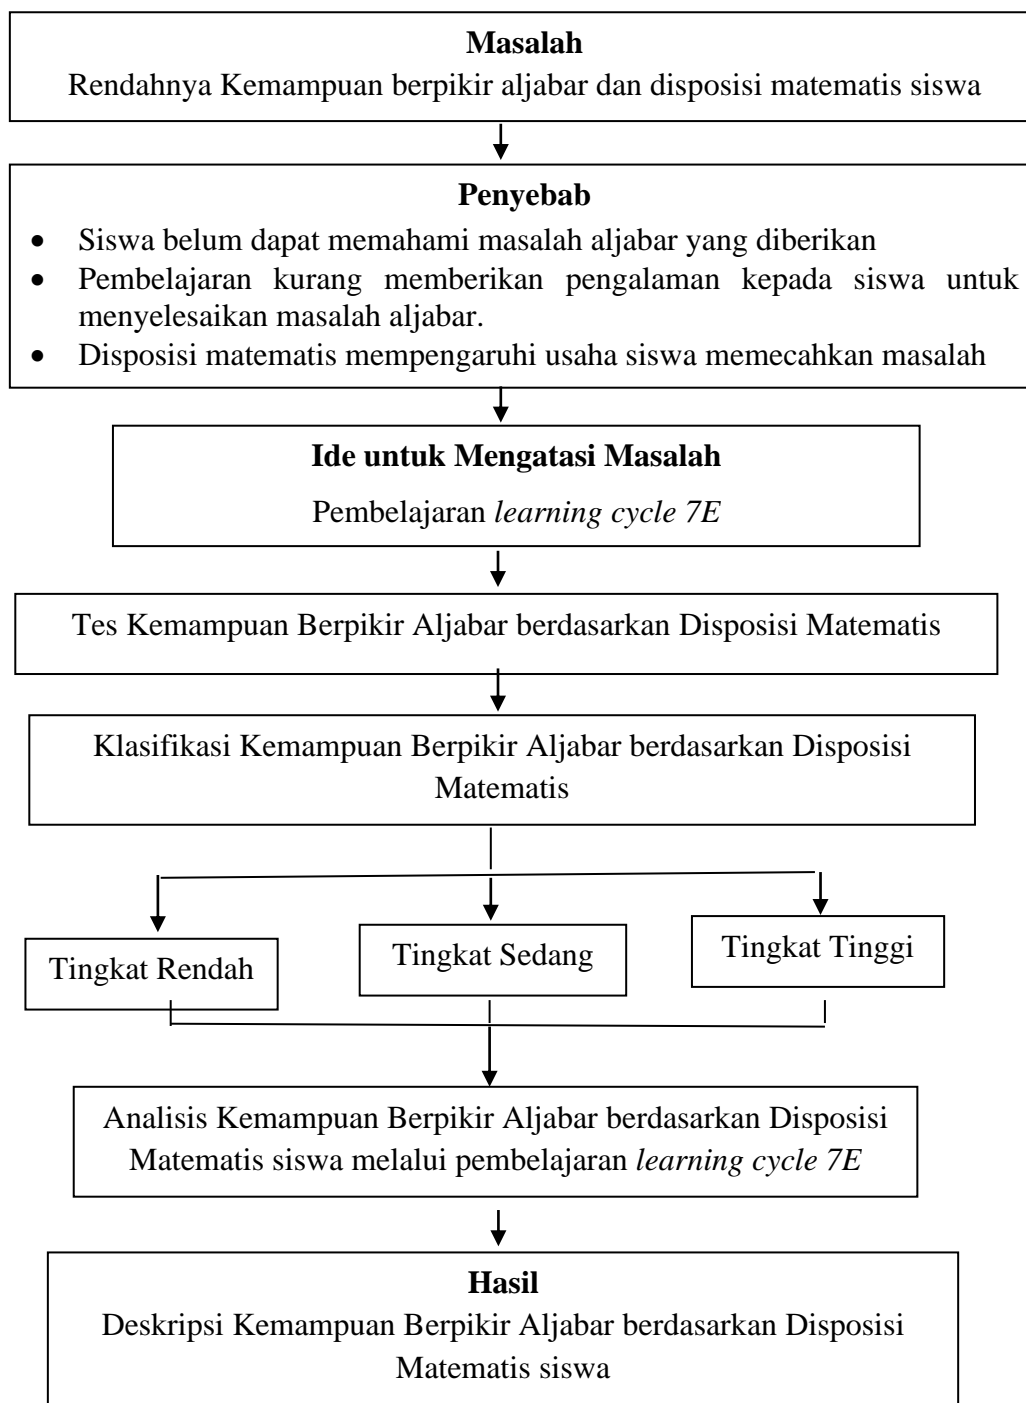 Masalah
Rendahnya Kemampuan berpikir aljabar dan disposisi matematis siswa
Penyebab
• Siswa belum dapat memahami masalah aljabar yang diberikan
• Pembelajaran kurang memberikan pengalaman kepada siswa untuk
menyelesaikan masalah aljabar.
• Disposisi matematis mempengaruhi usaha siswa memecahkan masalah
Ide untuk Mengatasi Masalah
Pembelajaran learning cycle 7E
Tes Kemampuan Berpikir Aljabar berdasarkan Disposisi Matematis
Klasifikasi Kemampuan Berpikir Aljabar berdasarkan Disposisi
Matematis
Tingkat Rendah
Tingkat Sedang
Tingkat Tinggi
Analisis Kemampuan Berpikir Aljabar berdasarkan Disposisi
Matematis siswa melalui pembelajaran learning cycle 7E
Hasil
Deskripsi Kemampuan Berpikir Aljabar berdasarkan Disposisi
Matematis siswa